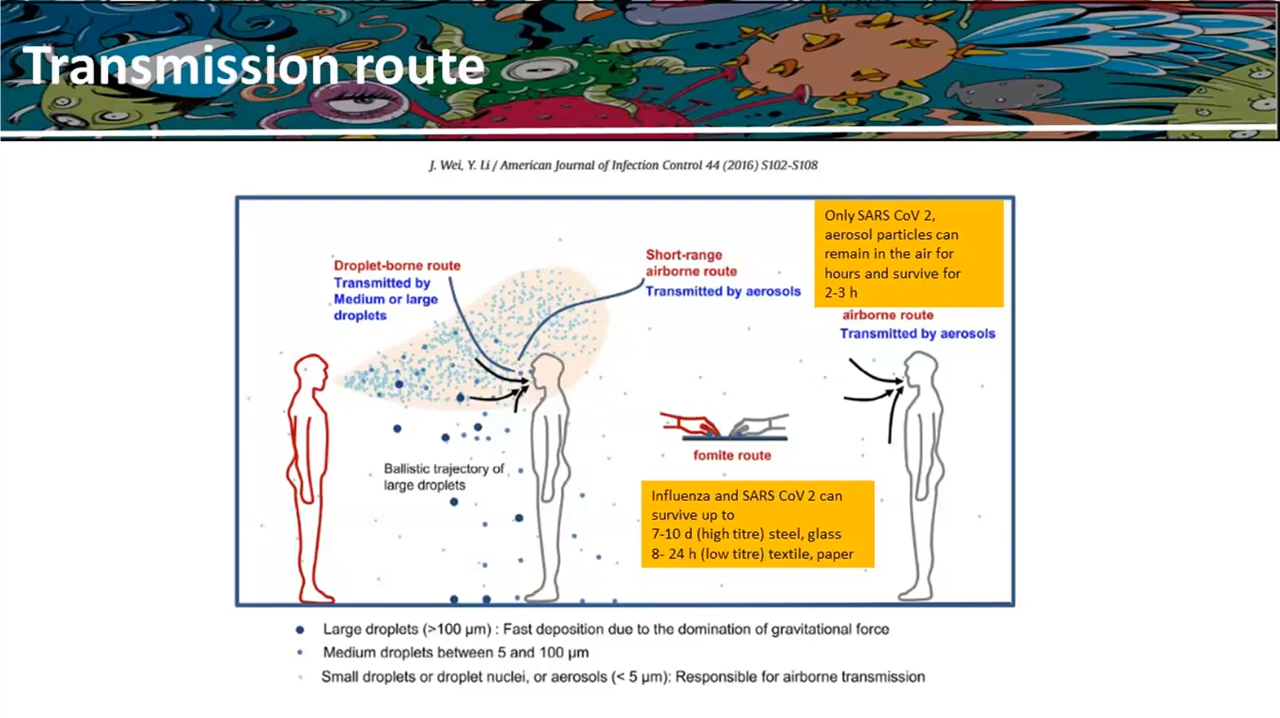 Transmission route
J. Wei, Y. Li / American Journal of Infection Control 44 (2016) S102-S108
Droplet-borne route
Transmitted by
Medium or large
droplets
Short-range
airborne route
Transmitted by aerosols
Only SARS CoV 2,
aerosol particles can
remain in the air for
hours and survive for
2-3 h
airborne route
Transmitted by aerosols
Ballistic trajectory of
large droplets
fomite route
Influenza and SARS CoV 2 can
survive up to
7-10 d (high titre) steel, glass
8- 24 h (low titre) textile, paper
Large droplets (>100 µm) : Fast deposition due to the domination of gravitational force
Medium droplets between 5 and 100 µm
Small droplets or droplet nuclei, or aerosols (< 5 µm): Responsible for airborne transmission